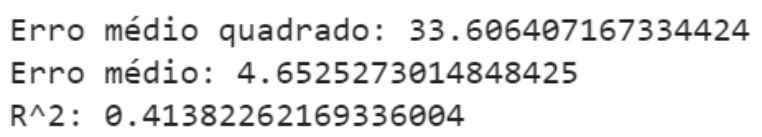 Erro médio quadrado: 33.606407167334424
Erro médio: 4.6525273014848425
R^2: 0.41382262169336004